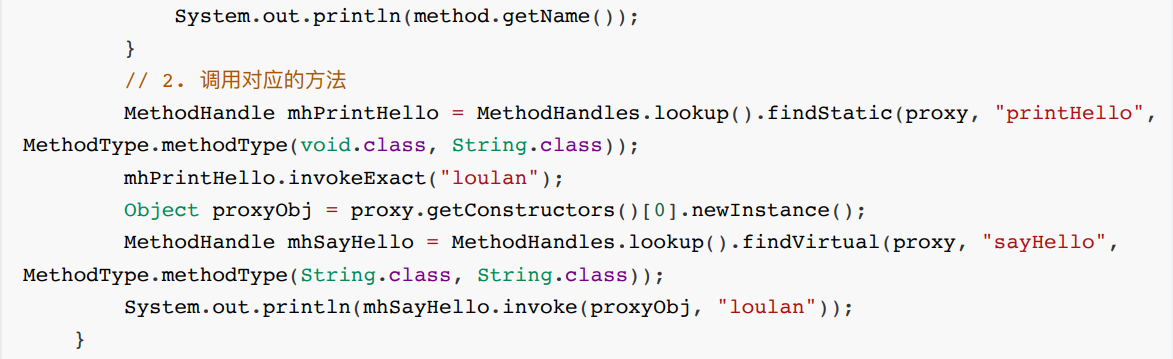 System.out.println(method.getName());
        }
        // 2. 调用对应的方法
        MethodHandle mhPrintHello = MethodHandles.lookup().findStatic(proxy, "printHello",
MethodType.methodType(void.class, String.class));
        mhPrintHello.invokeExact("loulan");
        Object proxyObj = proxy.getConstructors()[0].newInstance();
        MethodHandle mhSayHello = MethodHandles.lookup().findVirtual(proxy, "sayHello",
MethodType.methodType(String.class, String.class));
        System.out.println(mhSayHello.invoke(proxyObj, "loulan"));
    }